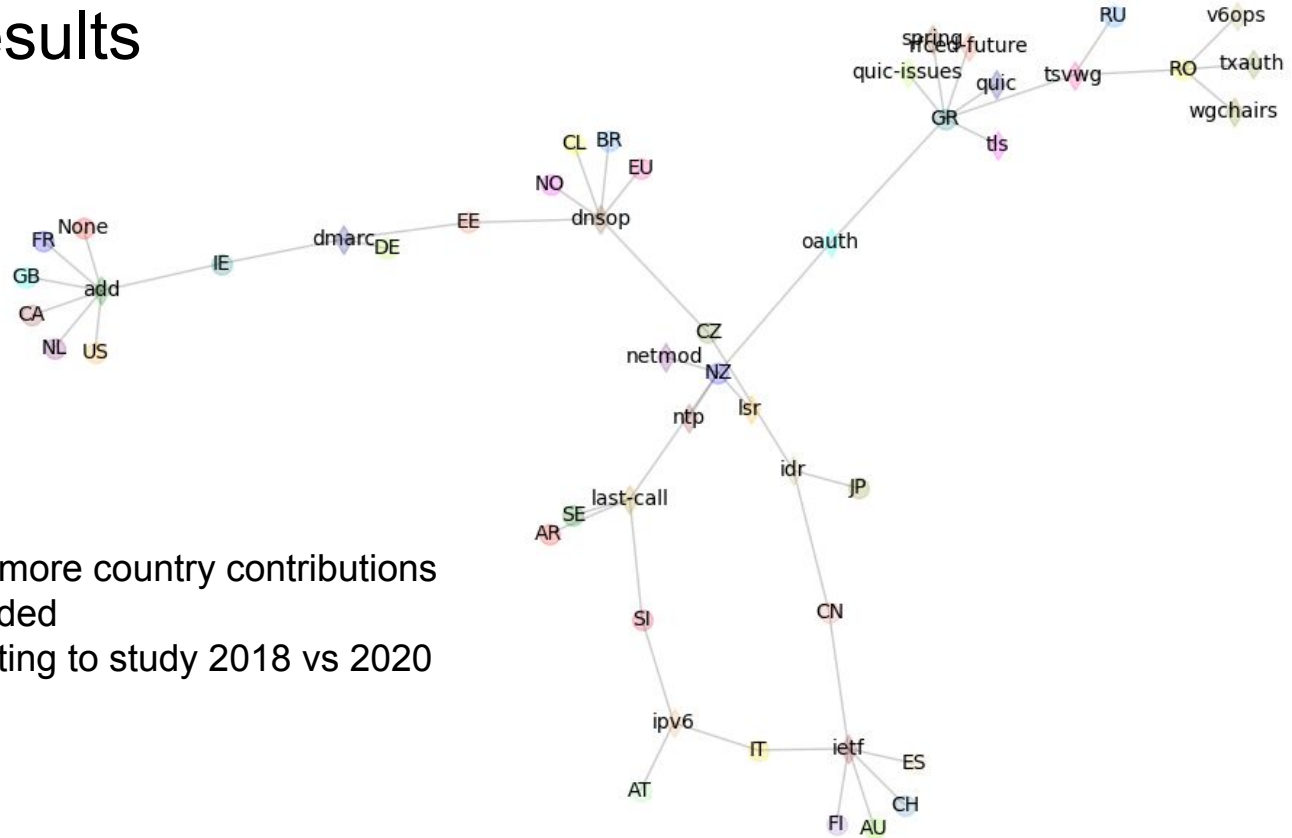 esults
RU
v6ops
spring
rfced-future
quic-issues
quic
tsvwg
RO
txauth
wgchairs
GR
tls
CL
BR
EU
NO
dnsop
EE
dmarc
DE
oauth
None
FR
IE
GB
add
CA
NL
US
CZ
netmod
NZ
ntp
lsr
idr
JP
last-call
SE
AR
more country contributions
ded
ting to study 2018 vs 2020
SI
CN
ipv6
IT
ietf
ES
AT
CH
FI
AU